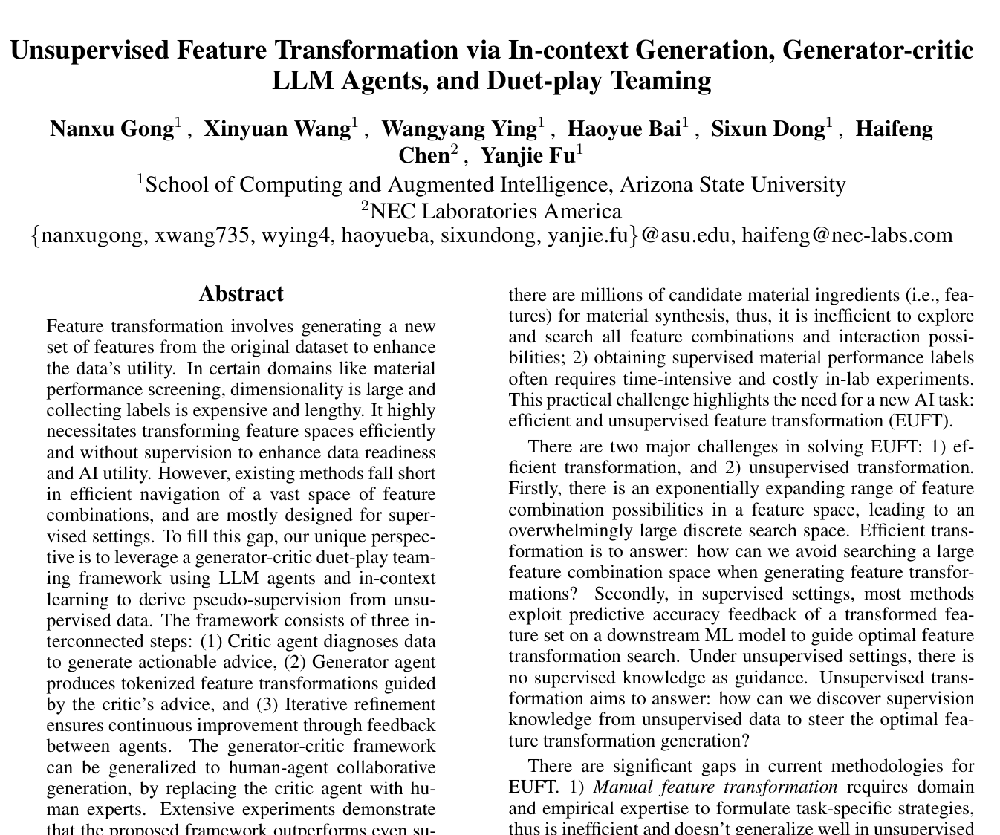 Unsupervised Feature Transformation via In-context Generation, Generator-critic
LLM Agents, and Duet-play Teaming
Nanxu Gong1 , Xinyuan Wang1 , Wangyang Ying1 , Haoyue Bai1 , Sixun Dong1 , Haifeng
Chen2 , Yanjie Fu1
1School of Computing and Augmented Intelligence, Arizona State University
2NEC Laboratories America
{nanxugong, xwang735, wying4, haoyueba, sixundong, yanjie.fu}@asu.edu, haifeng@nec-labs.com
Abstract
Feature transformation involves generating a new
set of features from the original dataset to enhance
the data's utility. In certain domains like material
performance screening, dimensionality is large and
collecting labels is expensive and lengthy. It highly
necessitates transforming feature spaces efficiently
and without supervision to enhance data readiness
and AI utility. However, existing methods fall short
in efficient navigation of a vast space of feature
combinations, and are mostly designed for super-
vised settings. To fill this gap, our unique perspec-
tive is to leverage a generator-critic duet-play team-
ing framework using LLM agents and in-context
learning to derive pseudo-supervision from unsu-
pervised data. The framework consists of three in-
terconnected steps: (1) Critic agent diagnoses data
to generate actionable advice, (2) Generator agent
produces tokenized feature transformations guided
by the critic's advice, and (3) Iterative refinement
ensures continuous improvement through feedback
between agents. The generator-critic framework
can be generalized to human-agent collaborative
generation, by replacing the critic agent with hu-
man experts. Extensive experiments demonstrate
that the proposed framework outperforms even su-
there are millions of candidate material ingredients (i.e., fea-
tures) for material synthesis, thus, it is inefficient to explore
and search all feature combinations and interaction possi-
bilities; 2) obtaining supervised material performance labels
often requires time-intensive and costly in-lab experiments.
This practical challenge highlights the need for a new AI task:
efficient and unsupervised feature transformation (EUFT).
There are two major challenges in solving EUFT: 1) ef-
ficient transformation, and 2) unsupervised transformation.
Firstly, there is an exponentially expanding range of feature
combination possibilities in a feature space, leading to an
overwhelmingly large discrete search space. Efficient trans-
formation is to answer: how can we avoid searching a large
feature combination space when generating feature transfor-
mations? Secondly, in supervised settings, most methods
exploit predictive accuracy feedback of a transformed fea-
ture set on a downstream ML model to guide optimal feature
transformation search. Under unsupervised settings, there is
no supervised knowledge as guidance. Unsupervised trans-
formation aims to answer: how can we discover supervision
knowledge from unsupervised data to steer the optimal fea-
ture transformation generation?
There are significant gaps in current methodologies for
EUFT. 1) Manual feature transformation requires domain
and empirical expertise to formulate task-specific strategies,
thus is inefficient and doesn't generalize well in unsupervised